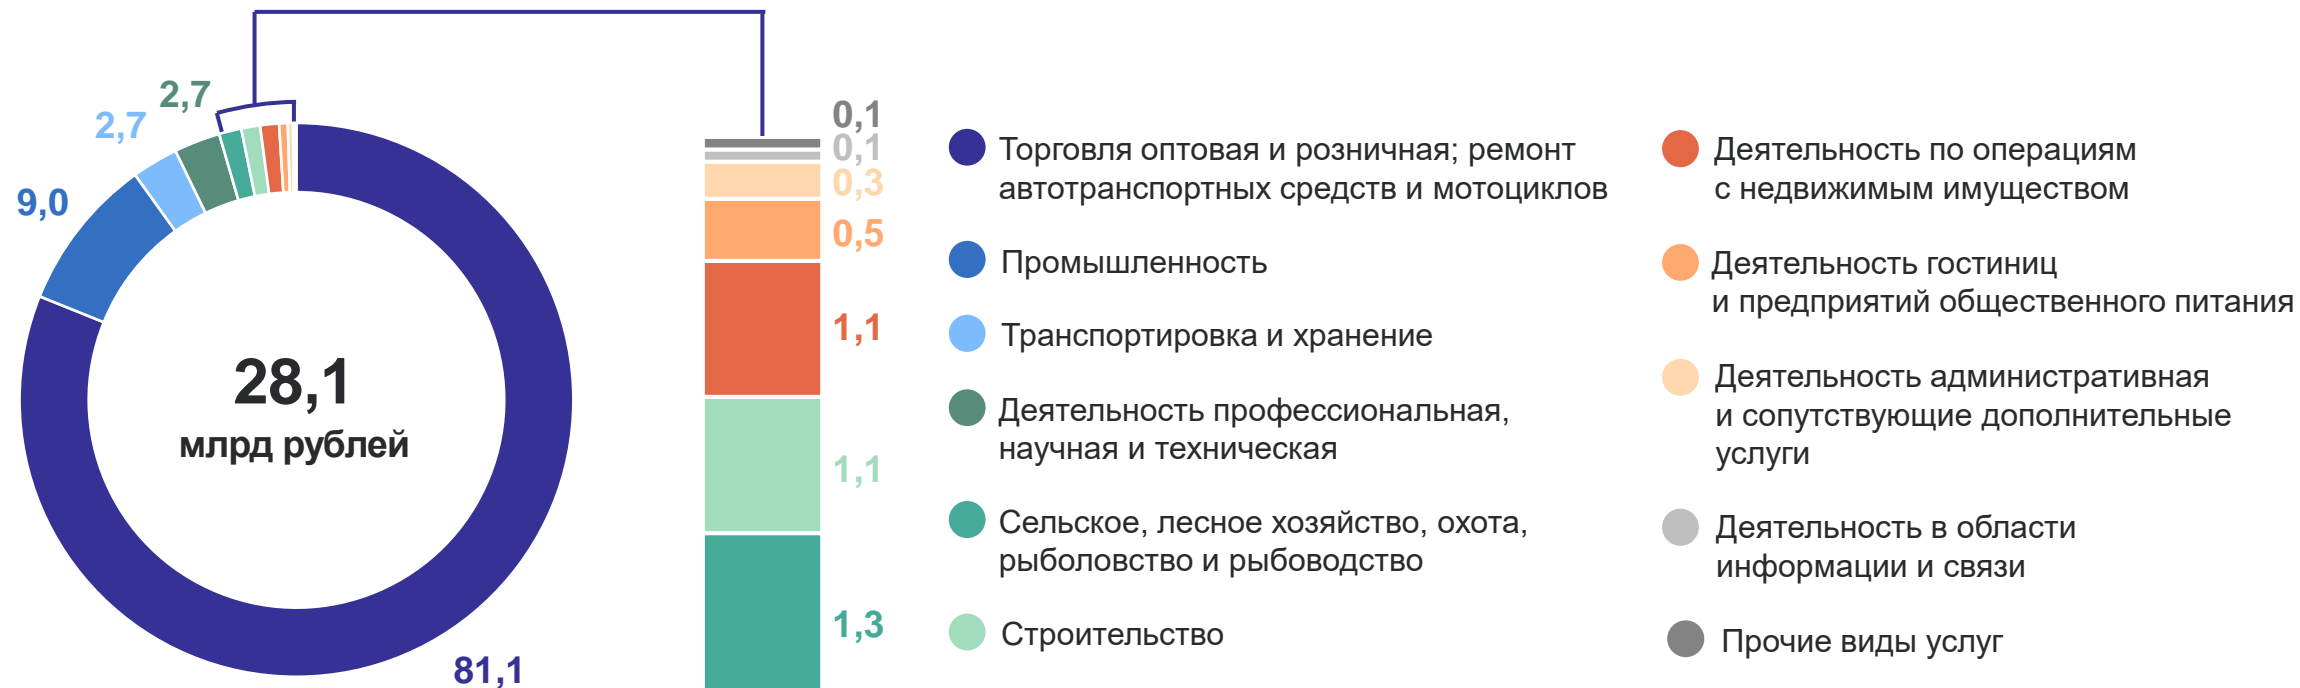 2,7
2,7
9,0
28,1
млрд рублей
81,1
0,1
0,1
0,3
0,5
1,1
1,1
1,3
Торговля оптовая и розничная; ремонт
автотранспортных средств и мотоциклов
Промышленность
Транспортировка и хранение
Деятельность профессиональная,
научная и техническая
Сельское, лесное хозяйство, охота,
рыболовство и рыбоводство
Строительство
Деятельность по операциям
с недвижимым имуществом
Деятельность гостиниц
и предприятий общественного питания
Деятельность административная
и сопутствующие дополнительные
услуги
Деятельность в области
информации и связи
Прочие виды услуг